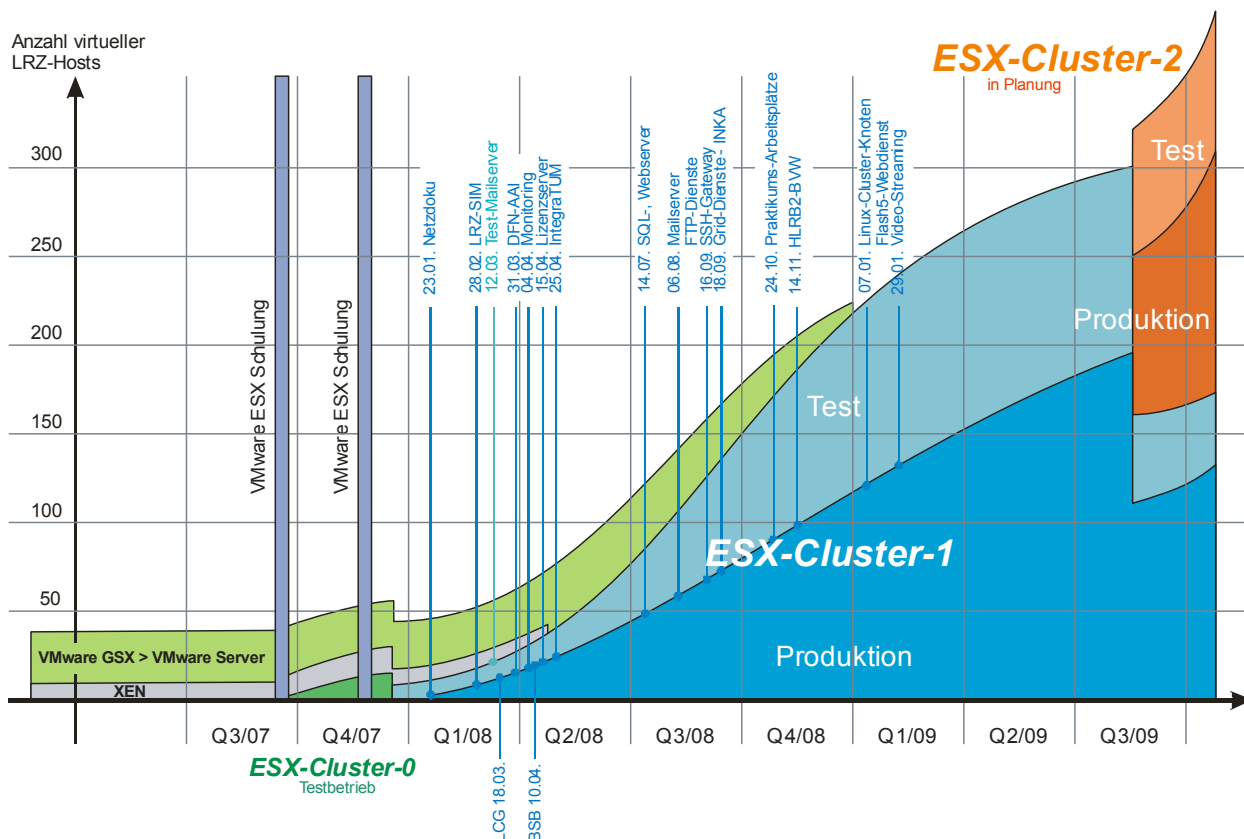 Anzahl virtueller
LRZ-Hosts
ESX-Cluster-2
in Planung
300
250
200
150
100
50
VMware ESX Schulung
VMware ESX Schulung
23.01. Netzdoku
28.02. LRZ-SIM
12.03. Test-Mailserver
31.03. DFN-AAI
04.04. Monitoring
15.04. Lizenzserver
25.04. IntegraTUM
14.07. SQL-, Webserver
06.08. Mailserver
FTP-Dienste
16.09. SSH-Gateway
18.09. Grid-Dienste- INKA
24.10. Praktikums-Arbeitsplätze
14.11. HLRB2-BVW
07.01. Linux-Cluster-Knoten
Flash5-Webdienst
29.01. Video-Streaming
Test
Produktion
Test
ESX-Cluster-1
Produktion
VMware GSX > VMware Server
XEN
Q3/07
Q4/07
Q1/08
Q2/08
Q3/08
Q4/08
Q1/09
Q2/09
Q3/09
ESX-Cluster-0
Testbetrieb
LCG 18.03.
BSB 10.04.